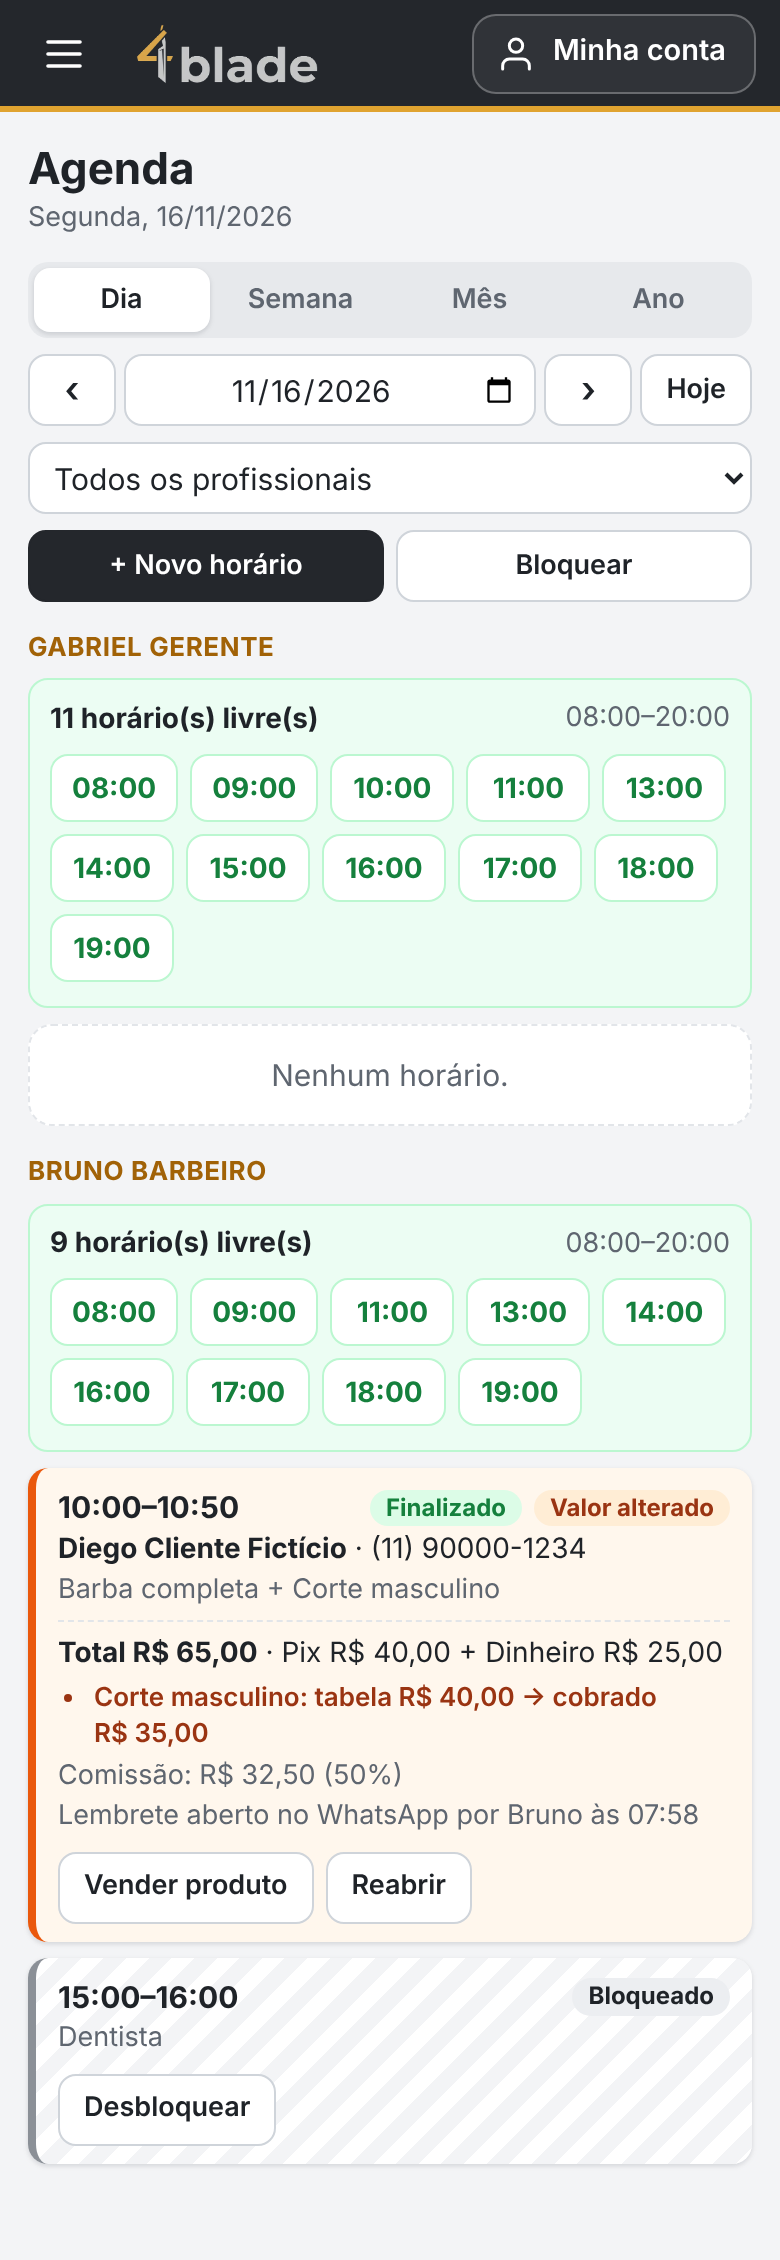 4blade
Minha conta
Agenda
Segunda, 16/11/2026
Dia Semana Mês Ano
‹ 11/16/2026 › Hoje
Todos os profissionais
+ Novo horário Bloquear
GABRIEL GERENTE
11 horário(s) livre(s) 08:00–20:00
08:00 09:00 10:00 11:00 13:00
14:00 15:00 16:00 17:00 18:00
19:00
Nenhum horário.
BRUNO BARBEIRO
9 horário(s) livre(s) 08:00–20:00
08:00 09:00 11:00 13:00 14:00
16:00 17:00 18:00 19:00
10:00–10:50 Finalizado Valor alterado
Diego Cliente Fictício · (11) 90000-1234
Barba completa + Corte masculino
Total R$ 65,00 · Pix R$ 40,00 + Dinheiro R$ 25,00
• Corte masculino: tabela R$ 40,00 → cobrado
R$ 35,00
Comissão: R$ 32,50 (50%)
Lembrete aberto no WhatsApp por Bruno às 07:58
Vender produto Reabrir
15:00–16:00 Bloqueado
Dentista
Desbloquear